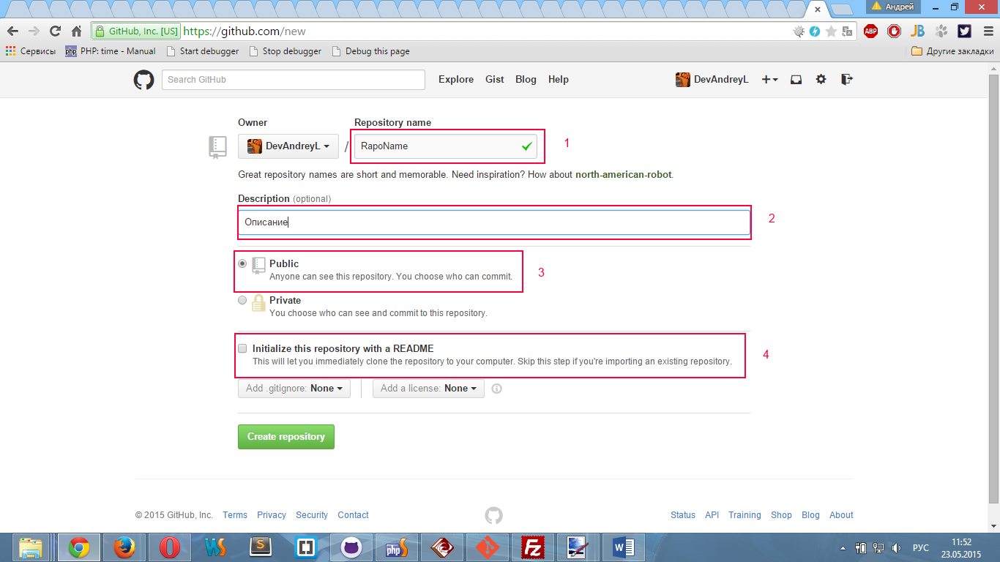 Андрей
GitHub, Inc. [US] https://github.com/new
ABP JB
Сервисы php PHP: time - Manual Start debugger Stop debugger Debug this page Другие закладки
Search GitHub Explore Gist Blog Help DevAndreyL
Owner Repository name
DevAndreyL / RapoName 1
Great repository names are short and memorable. Need inspiration? How about north-american-robot.
Description (optional)
Описание 2
Public
Anyone can see this repository. You choose who can commit. 3
Private
You choose who can see and commit to this repository.
Initialize this repository with a README
This will let you immediately clone the repository to your computer. Skip this step if you're importing an existing repository. 4
Add .gitignore: None Add a license: None
Create repository
© 2015 GitHub, Inc. Terms Privacy Security Contact Status API Training Shop Blog About
WS S php S Fz W РУС 11:52
23.05.2015